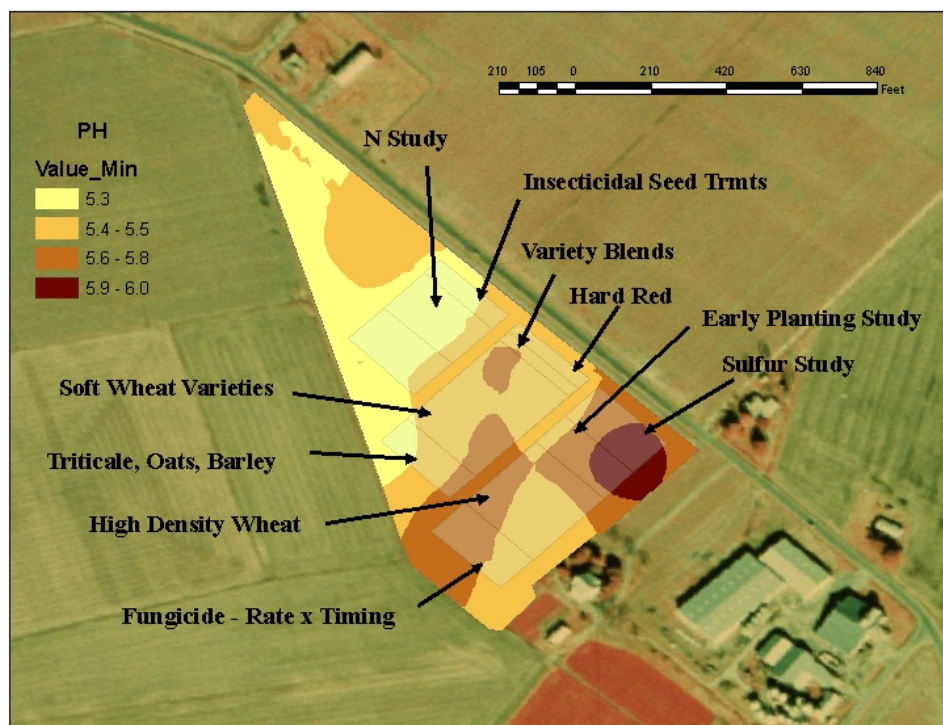 210 105 0 210 420 630 840
Feet
PH
Value_Min
5.3
5.4 - 5.5
5.6 - 5.8
5.9 - 6.0
N Study
Insecticidal Seed Trmts
Variety Blends
Hard Red
Early Planting Study
Sulfur Study
Soft Wheat Varieties
Triticale, Oats, Barley
High Density Wheat
Fungicide - Rate x Timing